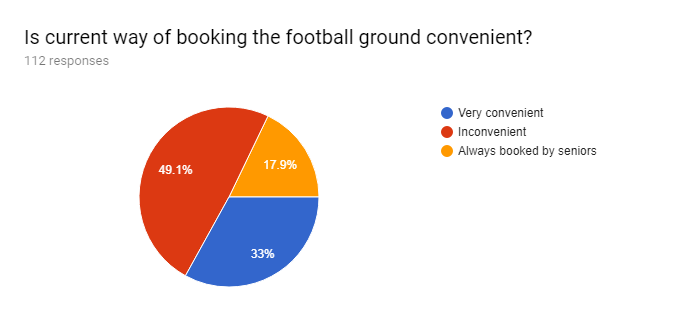 Is current way of booking the football ground convenient?
112 responses
Very convenient
Inconvenient
Always booked by seniors
49.1%
17.9%
33%